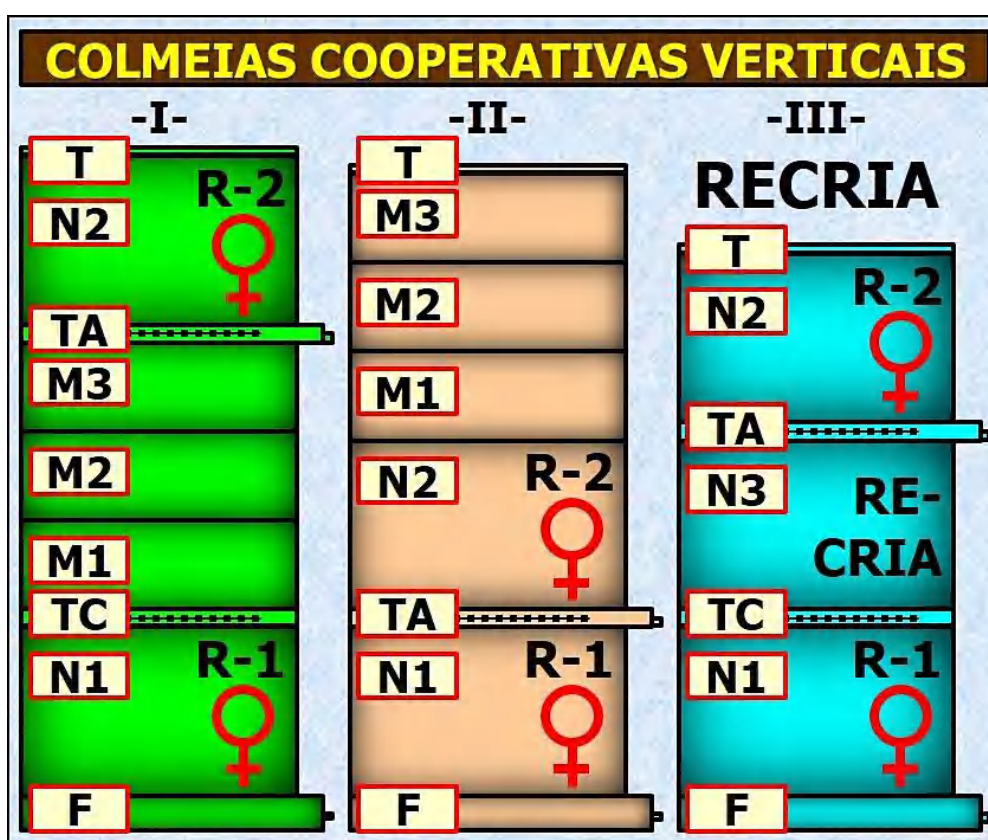 COLMEIAS COOPERATIVAS VERTICAIS
-I-
T
N2
R-2
TA
M3
M2
M1
TC
N1
R-1
F
-II-
T
M3
M2
M1
N2
R-2
TA
N1
R-1
F
-III-
RECRIA
T
N2
R-2
TA
N3
RE-
CRIA
TC
N1
R-1
F